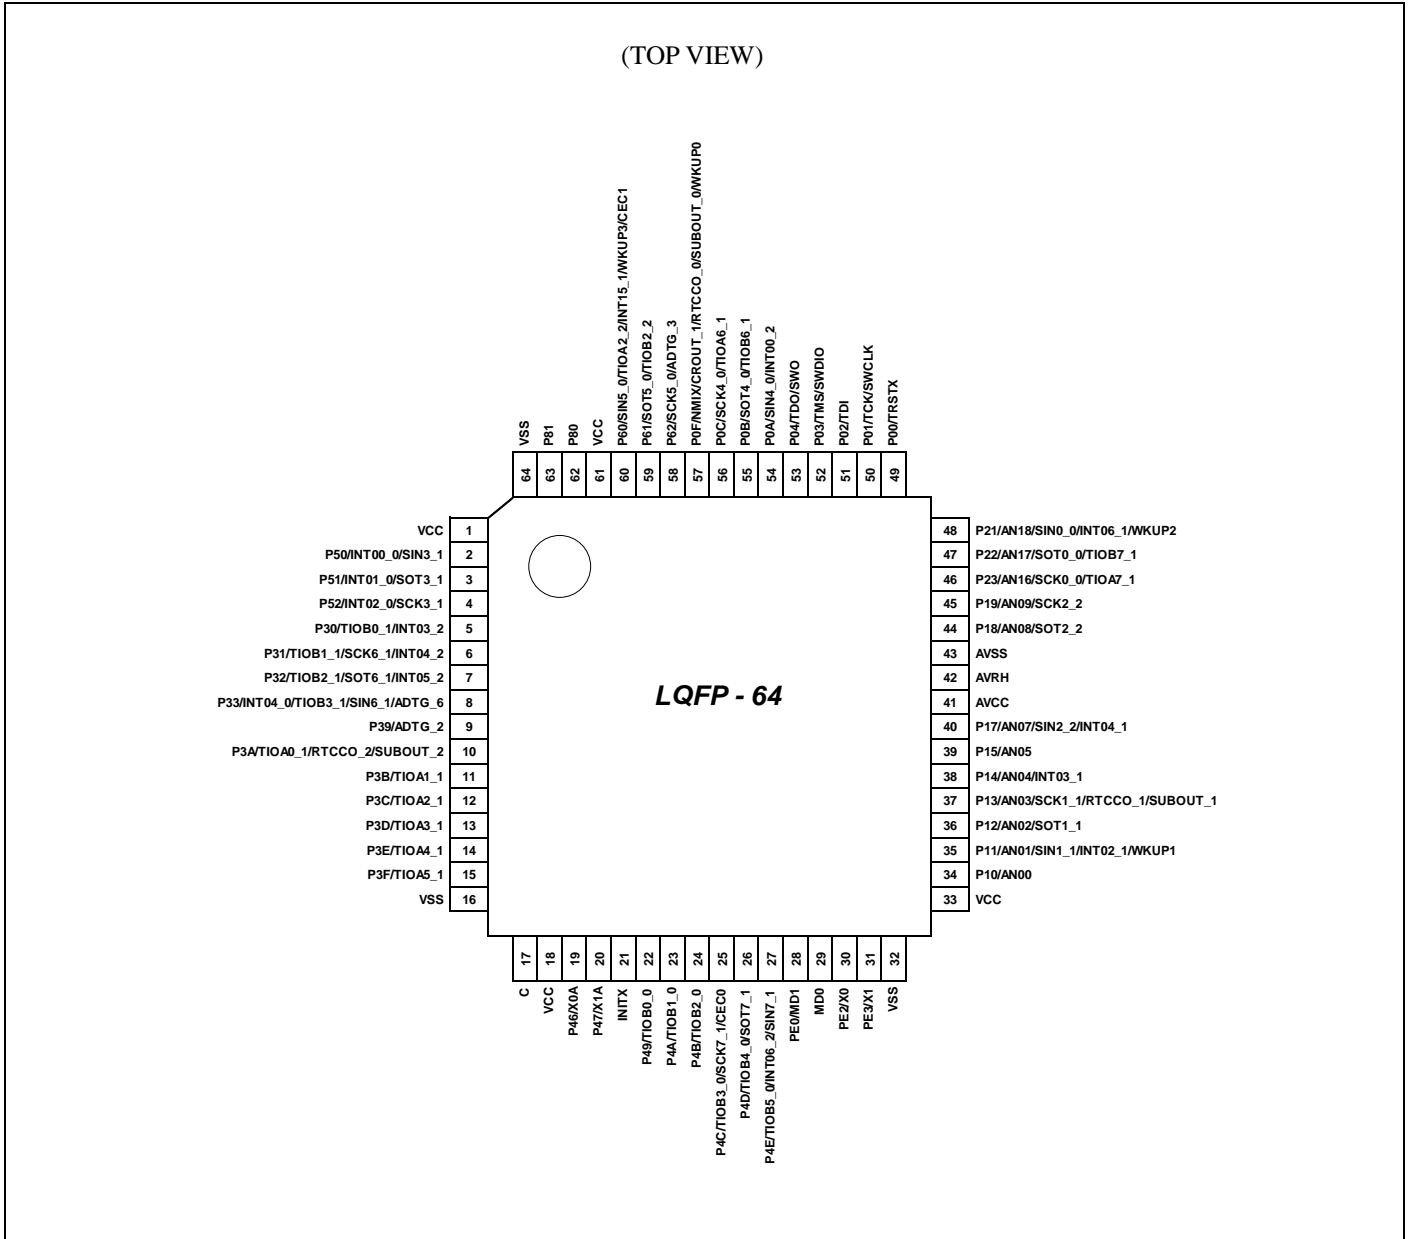 (TOP VIEW)
VSS
P81
P80
VCC
P60/SIN5_0/TIOA2_2/INT15_1/WKUP3/CEC1
P61/SOT5_0/TIOB2_2
P62/SCK5_0/ADTG_3
P0F/NMIX/CROUT_1/RTCCO_0/SUBOUT_0/WKUP0
P0C/SCK4_0/TIOA6_1
P0B/SOT4_0/TIOB6_1
P0A/SIN4_0/INT00_2
P04/TDO/SWO
P03/TMS/SWDIO
P02/TDI
P01/TCK/SWCLK
P00/TRSTX
64
63
62
61
60
59
58
57
56
55
54
53
52
51
50
49
VCC 1
P50/INT00_0/SIN3_1 2
P51/INT01_0/SOT3_1 3
P52/INT02_0/SCK3_1 4
P30/TIOB0_1/INT03_2 5
P31/TIOB1_1/SCK6_1/INT04_2 6
P32/TIOB2_1/SOT6_1/INT05_2 7
P33/INT04_0/TIOB3_1/SIN6_1/ADTG_6 8
P39/ADTG_2 9
P3A/TIOA0_1/RTCCO_2/SUBOUT_2 10
P3B/TIOA1_1 11
P3C/TIOA2_1 12
P3D/TIOA3_1 13
P3E/TIOA4_1 14
P3F/TIOA5_1 15
VSS 16
LQFP - 64
48 P21/AN18/SIN0_0/INT06_1/WKUP2
47 P22/AN17/SOT0_0/TIOB7_1
46 P23/AN16/SCK0_0/TIOA7_1
45 P19/AN09/SCK2_2
44 P18/AN08/SOT2_2
43 AVSS
42 AVRH
41 AVCC
40 P17/AN07/SIN2_2/INT04_1
39 P15/AN05
38 P14/AN04/INT03_1
37 P13/AN03/SCK1_1/RTCCO_1/SUBOUT_1
36 P12/AN02/SOT1_1
35 P11/AN01/SIN1_1/INT02_1/WKUP1
34 P10/AN00
33 VCC
17
18
19
20
21
22
23
24
25
26
27
28
29
30
31
32
C
VCC
P46/X0A
P47/X1A
INITX
P49/TIOB0_0
P4A/TIOB1_0
P4B/TIOB2_0
P4C/TIOB3_0/SCK7_1/CEC0
P4D/TIOB4_0/SOT7_1
P4E/TIOB5_0/INT06_2/SIN7_1
PE0/MD1
MD0
PE2/X0
PE3/X1
VSS